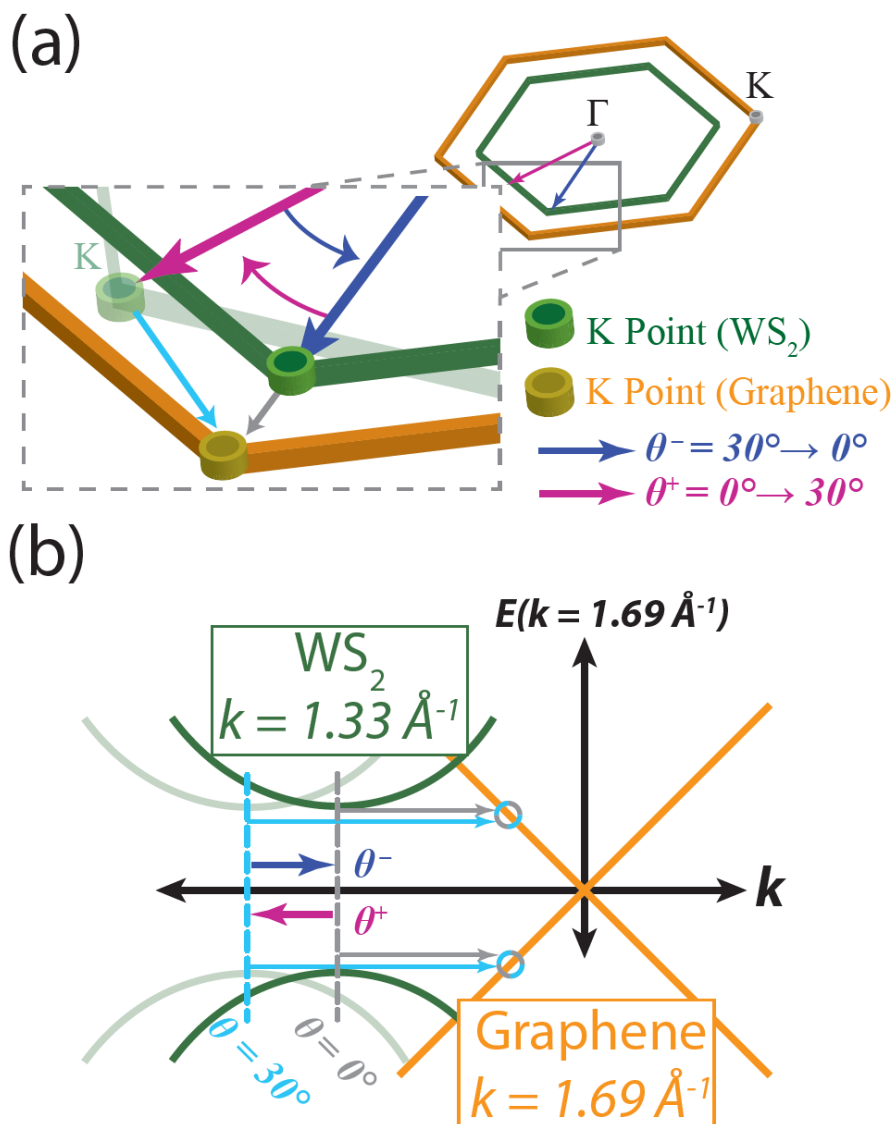 (a)
K
Γ
K
K Point (WS₂)
K Point (Graphene)
θ⁻ = 30° → 0°
θ⁺ = 0° → 30°
(b)
E(k = 1.69 Å⁻¹)
WS₂
k = 1.33 Å⁻¹
θ⁻
k
θ⁺
θ = 30°
θ = 0°
Graphene
k = 1.69 Å⁻¹